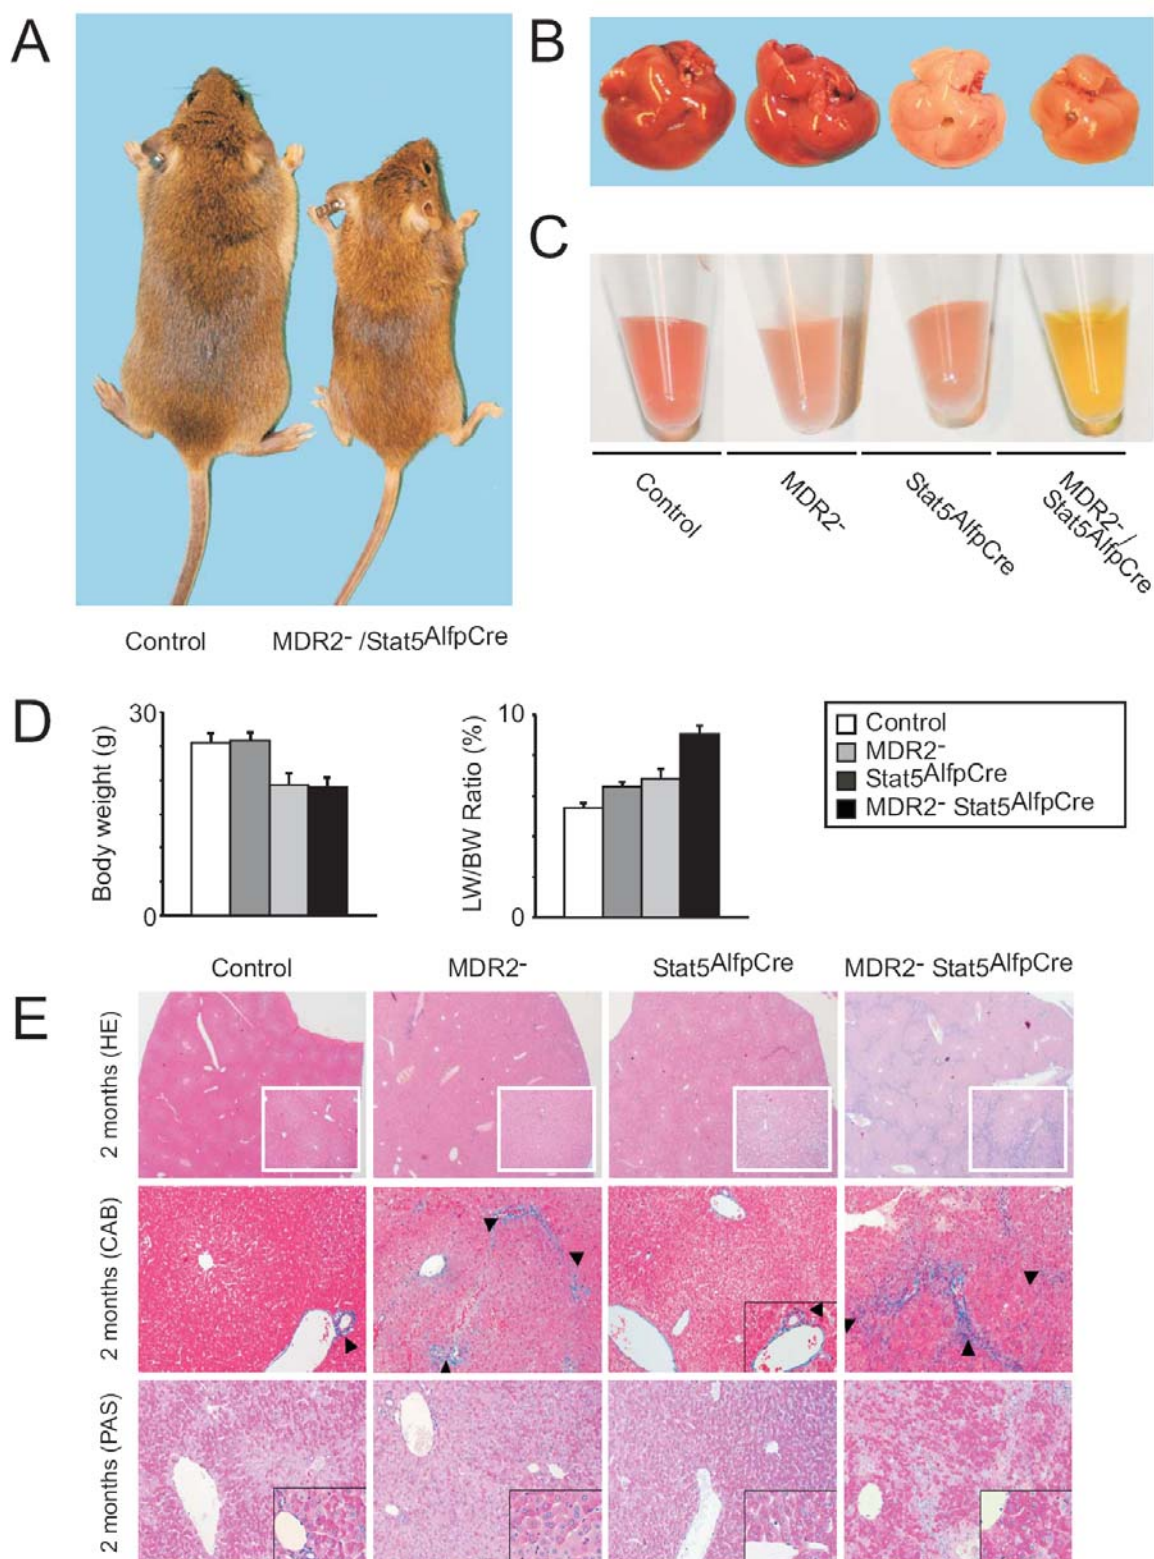 A
B
C
Control
MDR2-
Stat5AlfpCre
MDR2- /
Stat5AlfpCre
Control
MDR2- /Stat5AlfpCre
D
30
0
Body weight (g)
10
0
LW/BW Ratio (%)
Control
MDR2-
Stat5AlfpCre
MDR2- Stat5AlfpCre
E
Control
MDR2-
Stat5AlfpCre
MDR2- Stat5AlfpCre
2 months (HE)
2 months (CAB)
2 months (PAS)